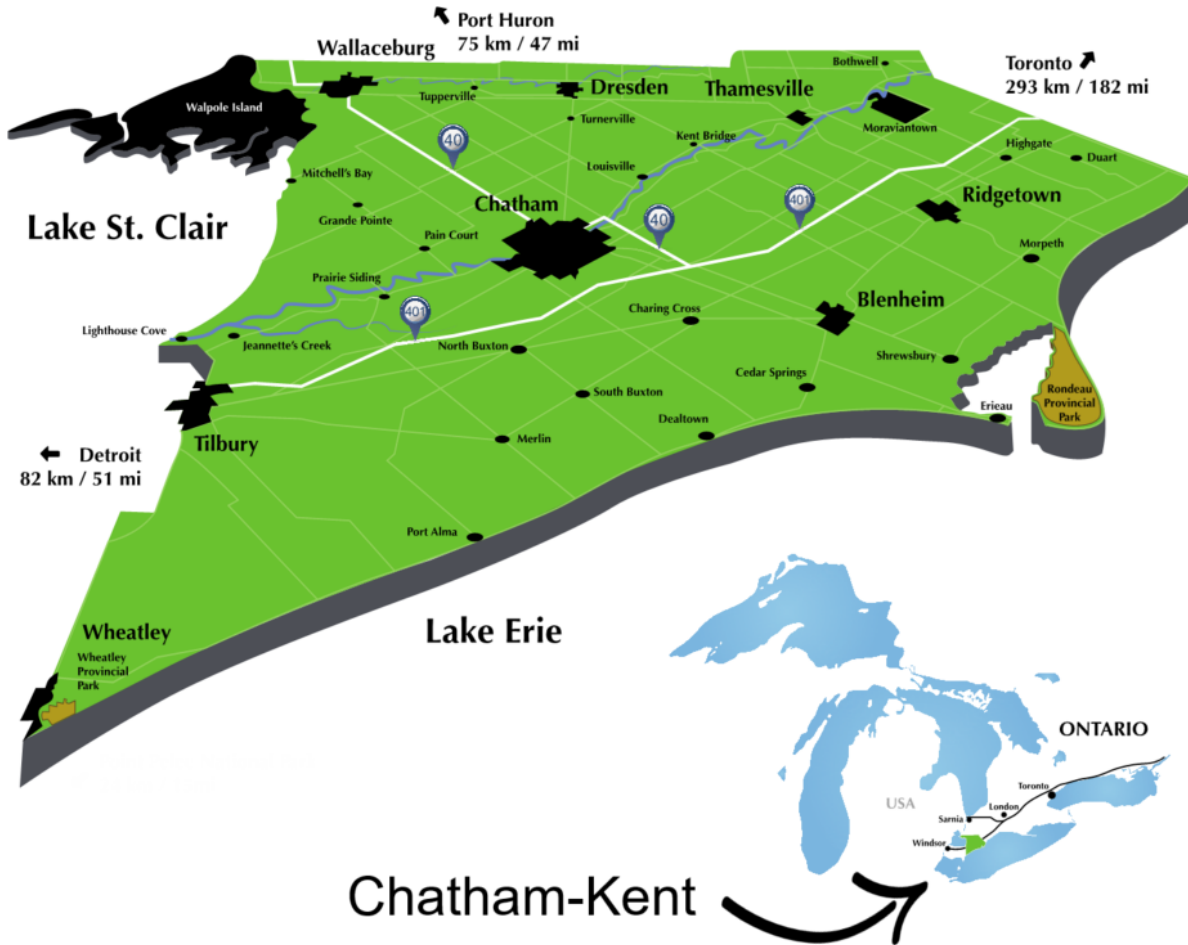 Port Huron
75 km / 47 mi
Wallaceburg
Bothwell
Toronto
293 km / 182 mi
Tupperville
Dresden
Thamesville
Walpole Island
Turnerville
Moraviantown
Kent Bridge
40
Highgate
Duart
Louisville
Mitchell's Bay
Ridgetown
Chatham
Grande Pointe
401
40
Lake St. Clair
Pain Court
Morpeth
Prairie Siding
Blenheim
Charing Cross
401
Lighthouse Cove
Jeannette's Creek
North Buxton
Shrewsbury
Cedar Springs
South Buxton
Rondeau
Provincial
Park
Erieau
Dealtown
Tilbury
Merlin
Detroit
82 km / 51 mi
Port Alma
Lake Erie
Wheatley
Wheatley
Provincial
Park
ONTARIO
Toronto
USA
London
Sarnia
Windsor
Chatham-Kent